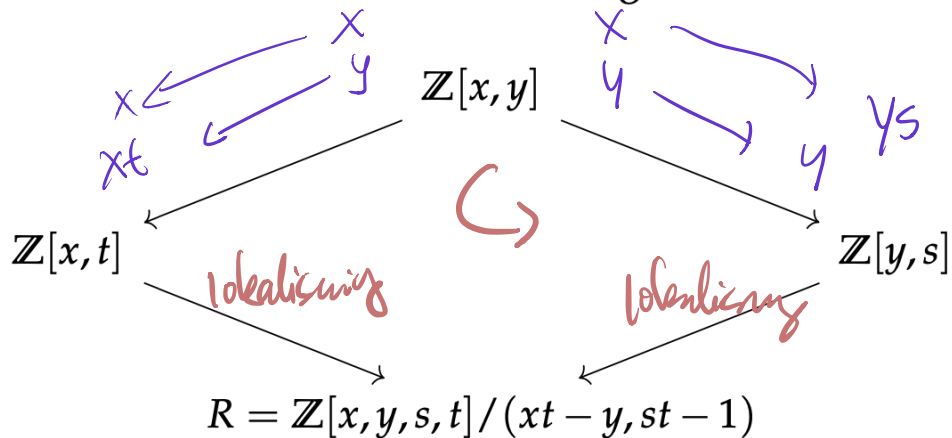 x x
y ℤ[x, y] y
x ys
xt y
ℤ[x, t] ℤ[y, s]
R = ℤ[x, y, s, t]/(xt − y, st − 1)